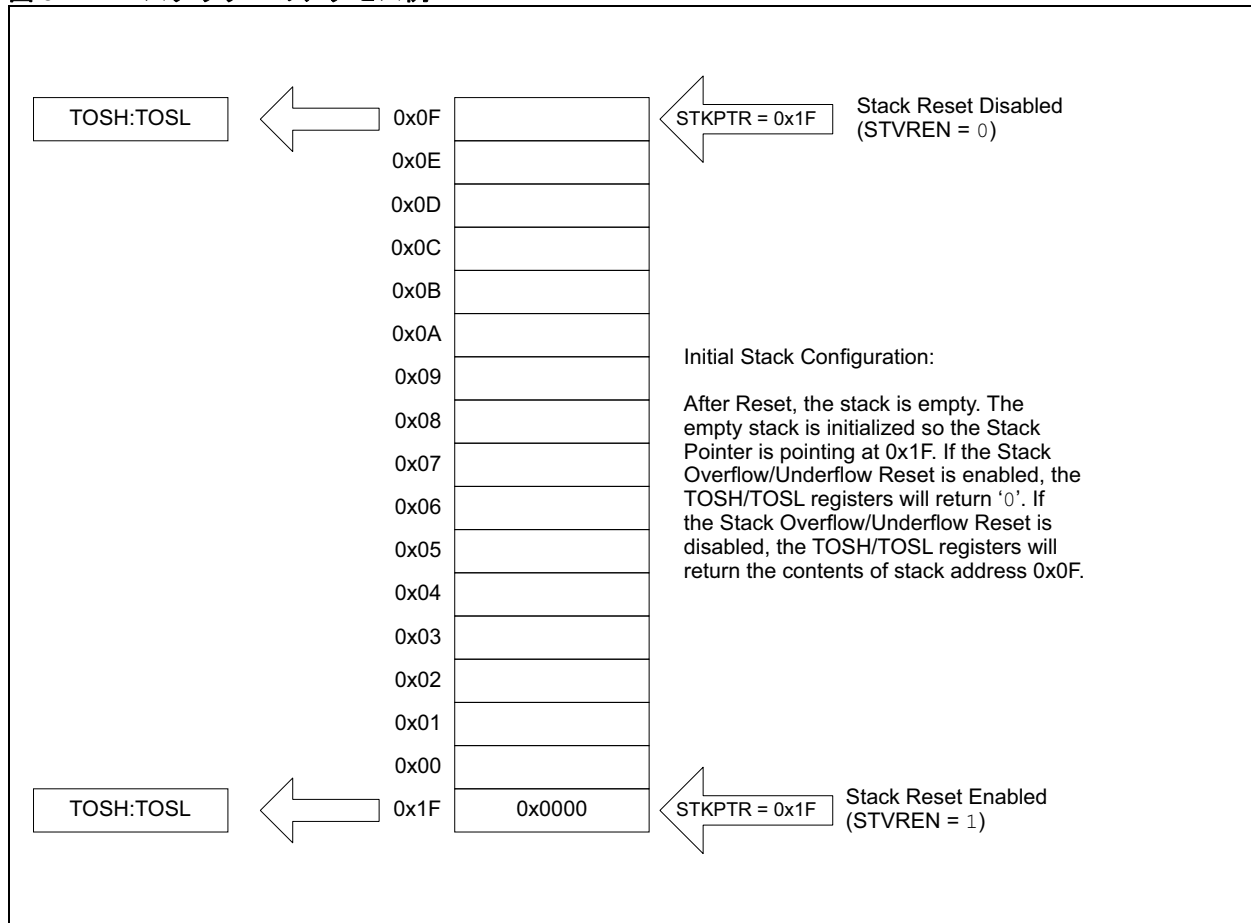 TOSH:TOSL
0x0F
STKPTR = 0x1F
Stack Reset Disabled
(STVREN = 0)
0x0E
0x0D
0x0C
0x0B
0x0A
0x09
0x08
0x07
0x06
0x05
0x04
0x03
0x02
0x01
0x00
Initial Stack Configuration:
After Reset, the stack is empty. The
empty stack is initialized so the Stack
Pointer is pointing at 0x1F. If the Stack
Overflow/Underflow Reset is enabled, the
TOSH/TOSL registers will return ‘0’. If
the Stack Overflow/Underflow Reset is
disabled, the TOSH/TOSL registers will
return the contents of stack address 0x0F.
TOSH:TOSL
0x1F
0x0000
STKPTR = 0x1F
Stack Reset Enabled
(STVREN = 1)